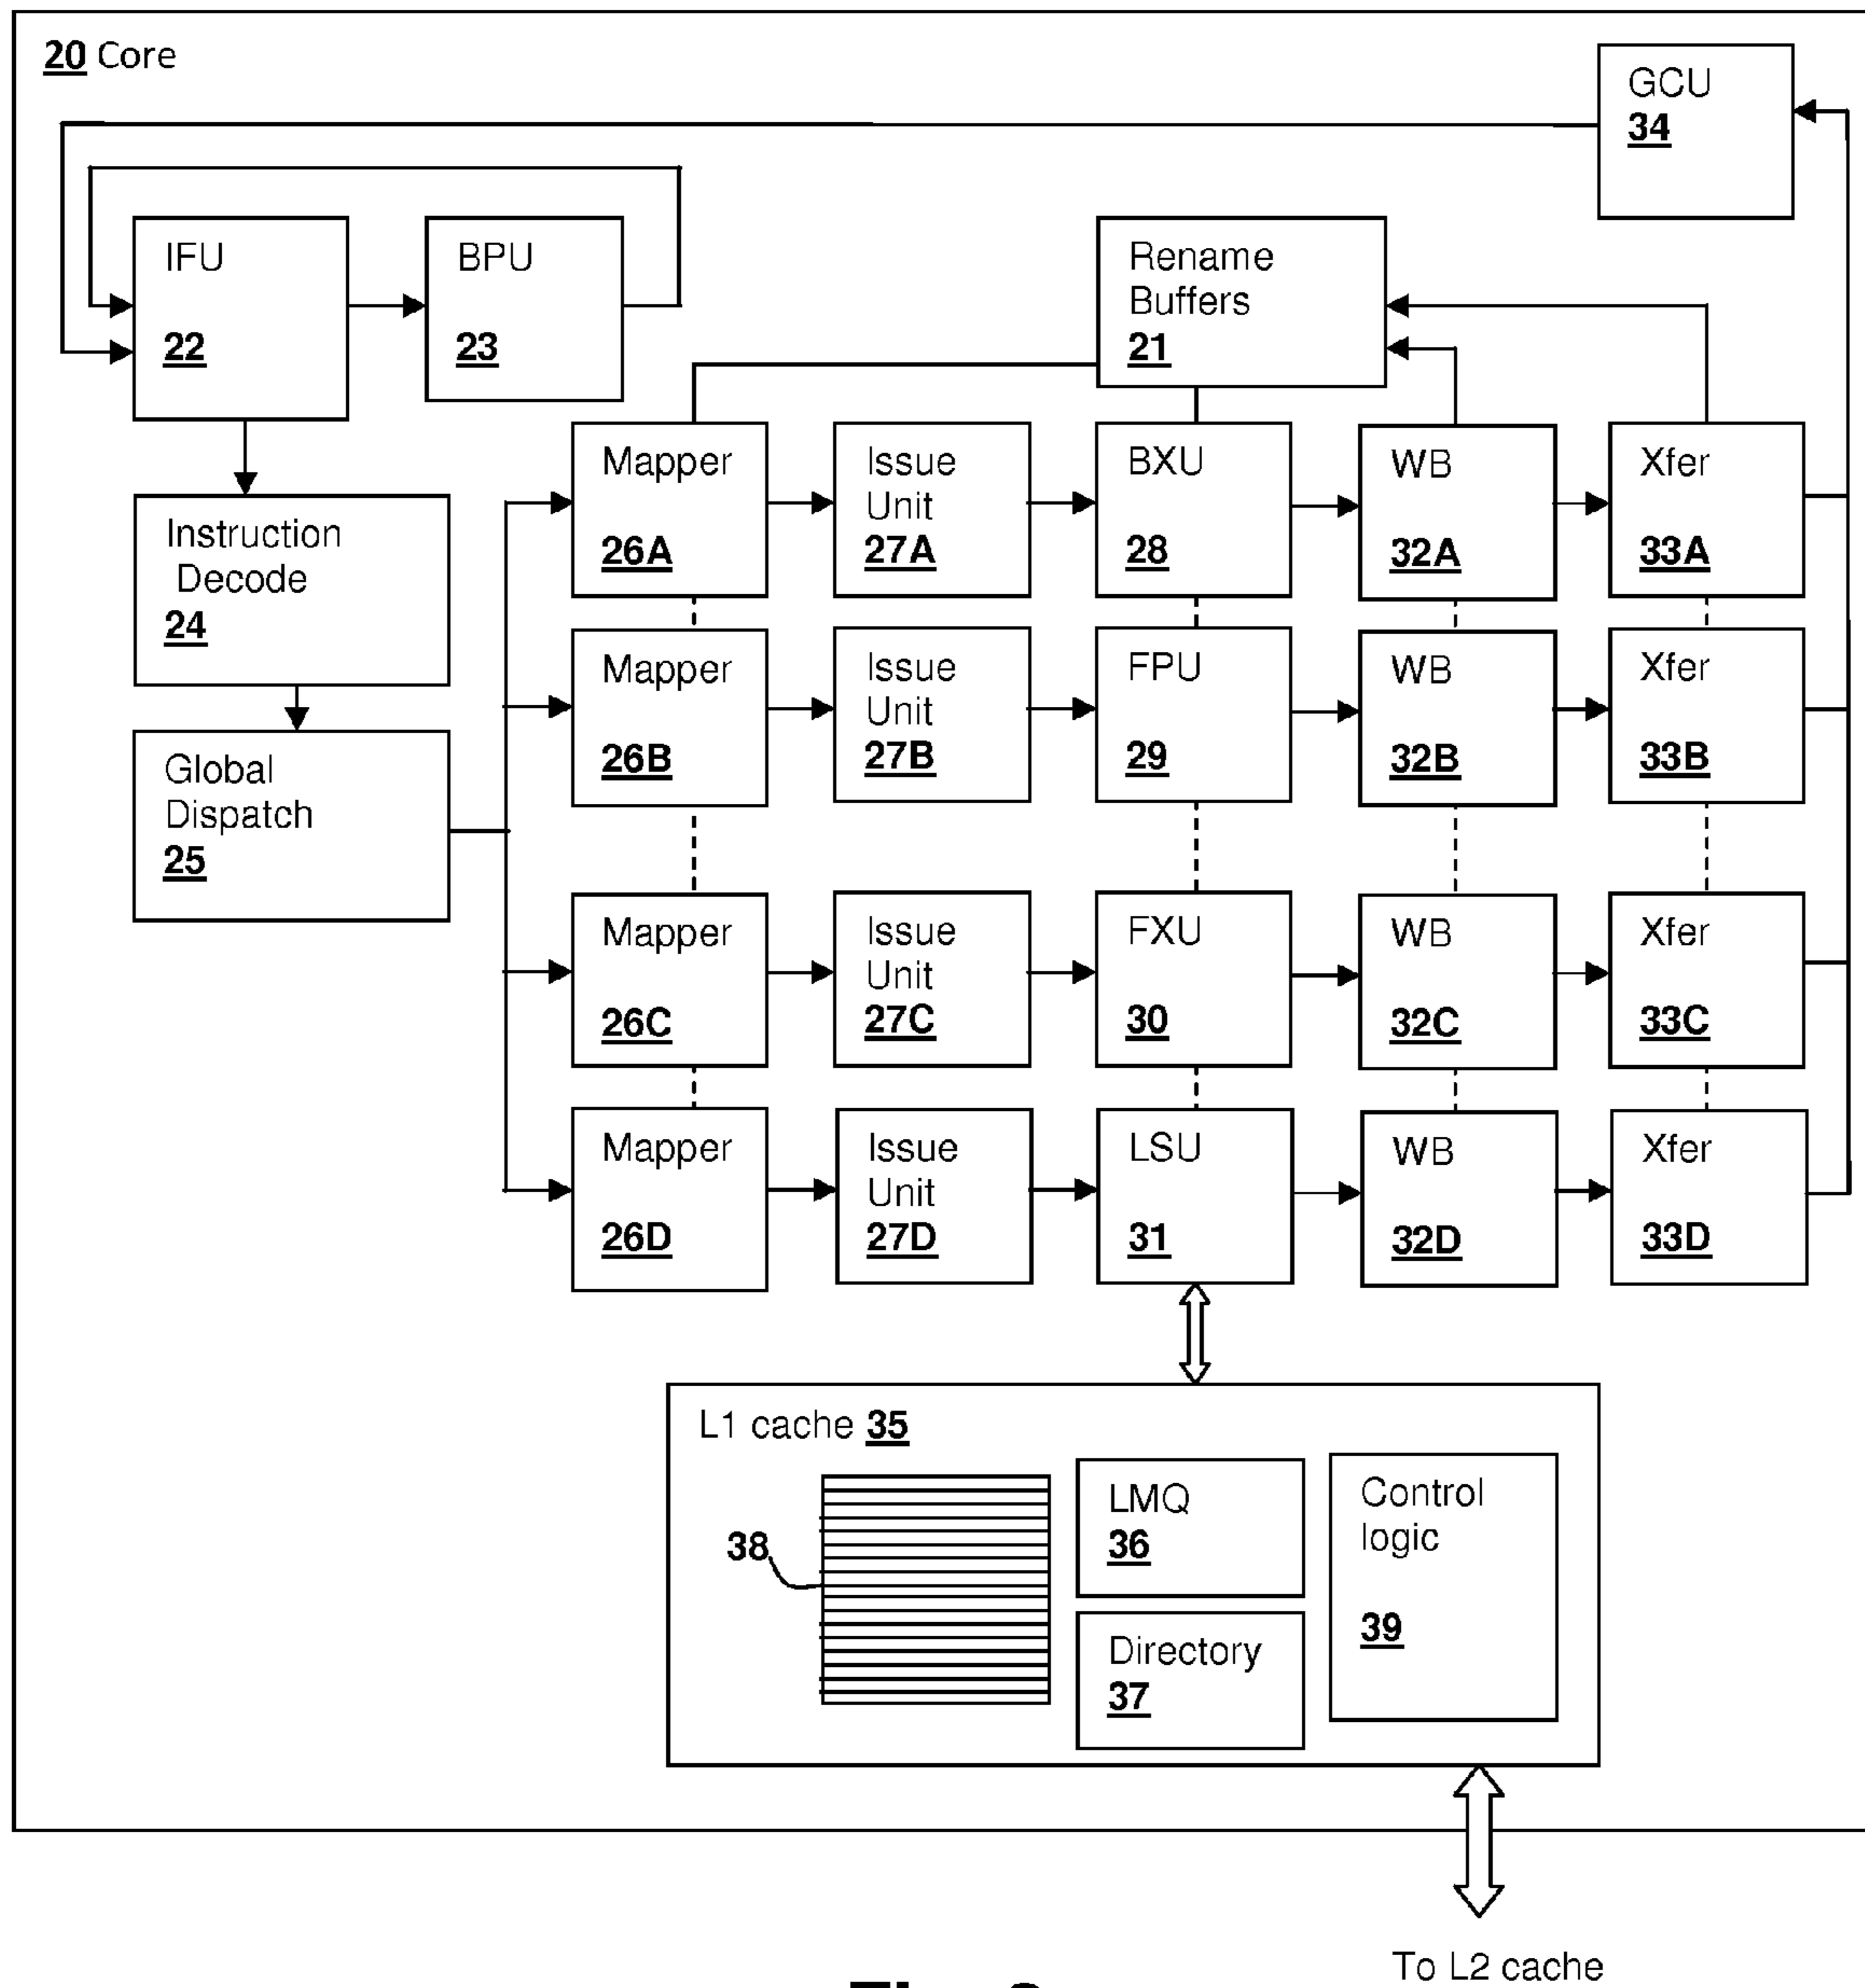 20 Core
GCU
34
IFU
22
BPU
23
Rename
Buffers
21
Instruction
Decode
24
Global
Dispatch
25
Mapper
26A
Issue
Unit
27A
BXU
28
WB
32A
Xfer
33A
Mapper
26B
Issue
Unit
27B
FPU
29
WB
32B
Xfer
33B
Mapper
26C
Issue
Unit
27C
FXU
30
WB
32C
Xfer
33C
Mapper
26D
Issue
Unit
27D
LSU
31
WB
32D
Xfer
33D
L1 cache 35
38
LMQ
36
Directory
37
Control
logic
39
To L2 cache